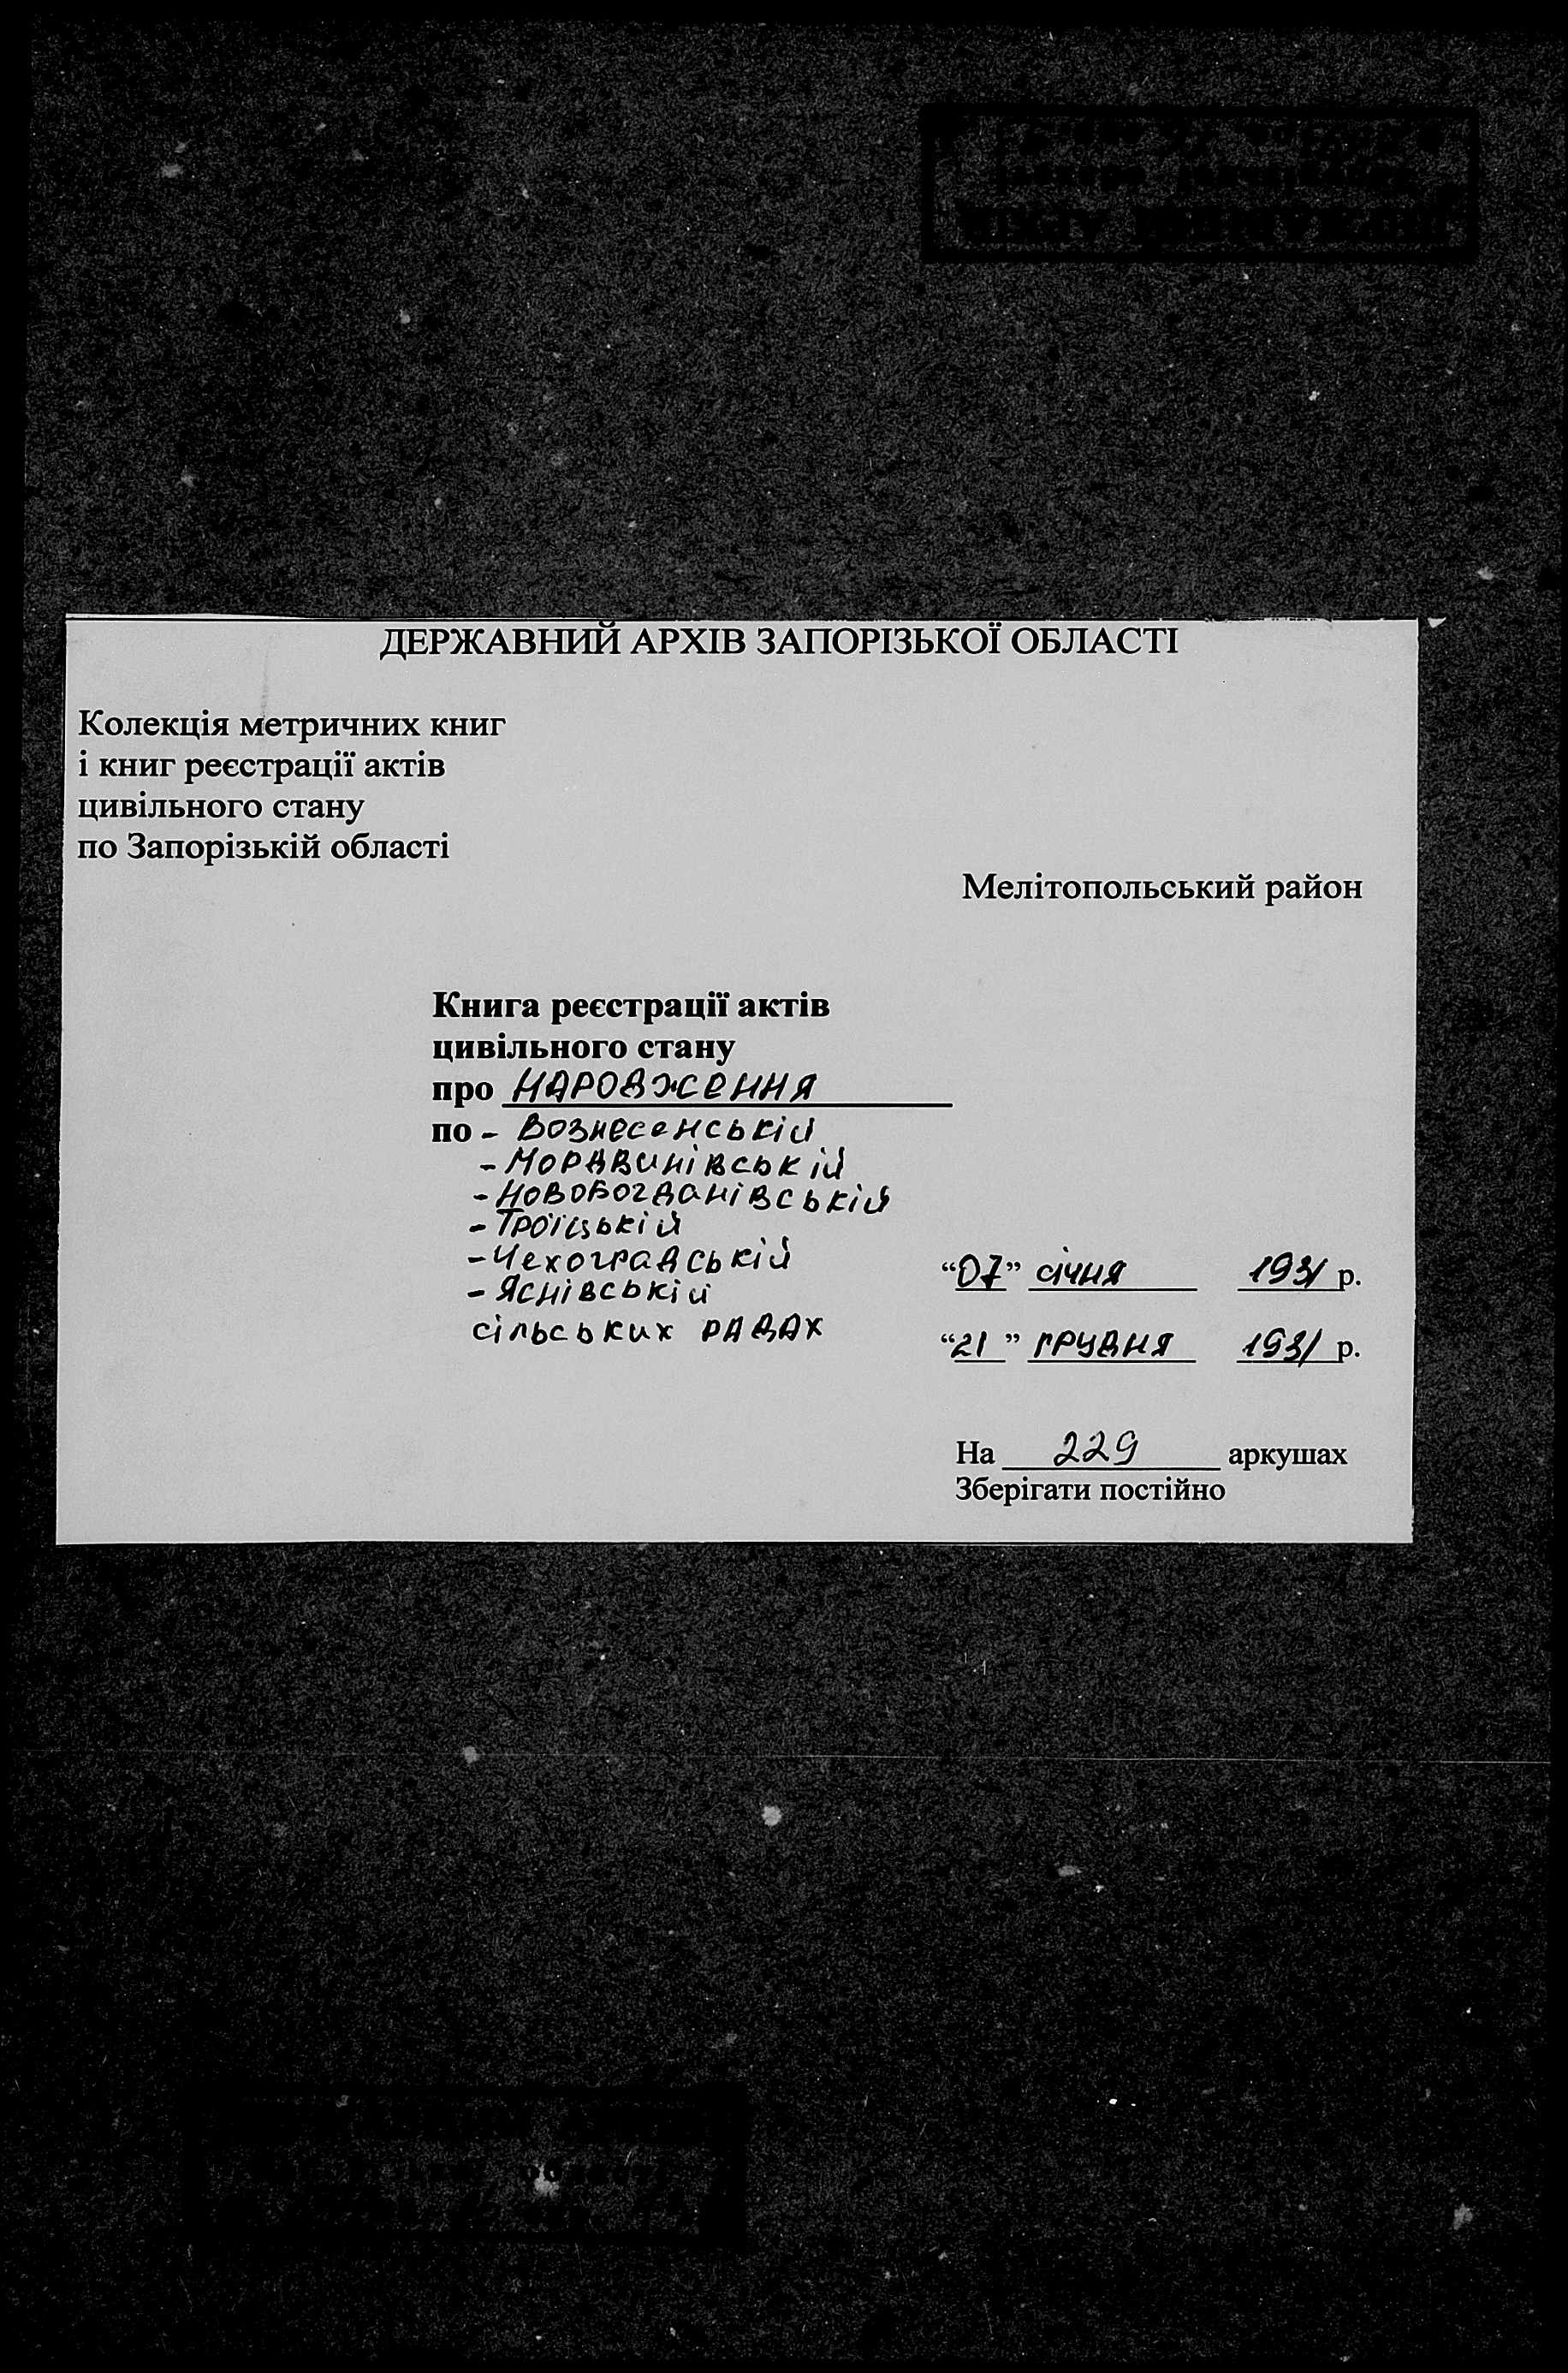 ДЕРЖАВНИЙ АРХІВ ЗАПОРІЗЬКОЇ ОБЛАСТІ
Колекція метричних книг
і книг реєстрації актів
цивільного стану
по Запорізькій області
Мелітопольський район
Книга реєстрації актів
цивільного стану
про НАРОДЖЕННЯ
по - Вознесенській
- Мордвинівській
- Новобогданівській
- Троїцькій
- Чехоградській
- Яснівській
сільських РАДАХ
“07” січня 1931 р.
“21” грудня 1931 р.
На 229 аркушах
Зберігати постійно